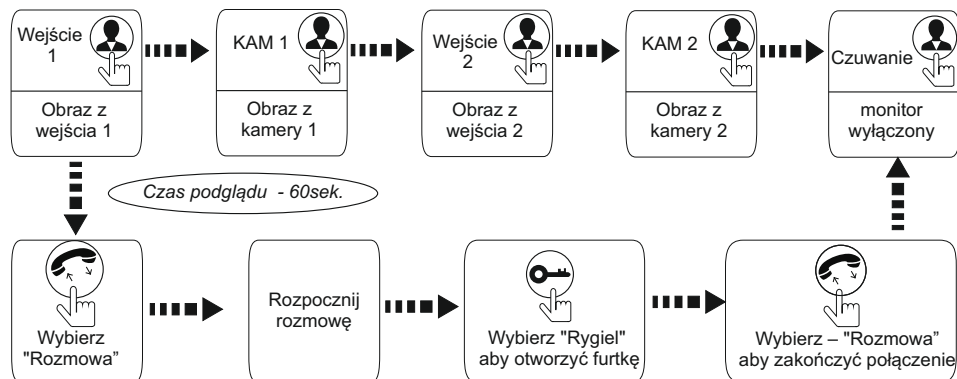 Wejście
1
Obraz z
wejścia 1
KAM 1
Obraz z
kamery 1
Wejście
2
Obraz z
wejścia 2
KAM 2
Obraz z
kamery 2
Czuwanie
monitor
wyłączony
Czas podglądu - 60sek.
Wybierz
"Rozmowa”
Rozpocznij
rozmowę
Wybierz "Rygiel"
aby otworzyć furtkę
Wybierz – "Rozmowa”
aby zakończyć połączenie